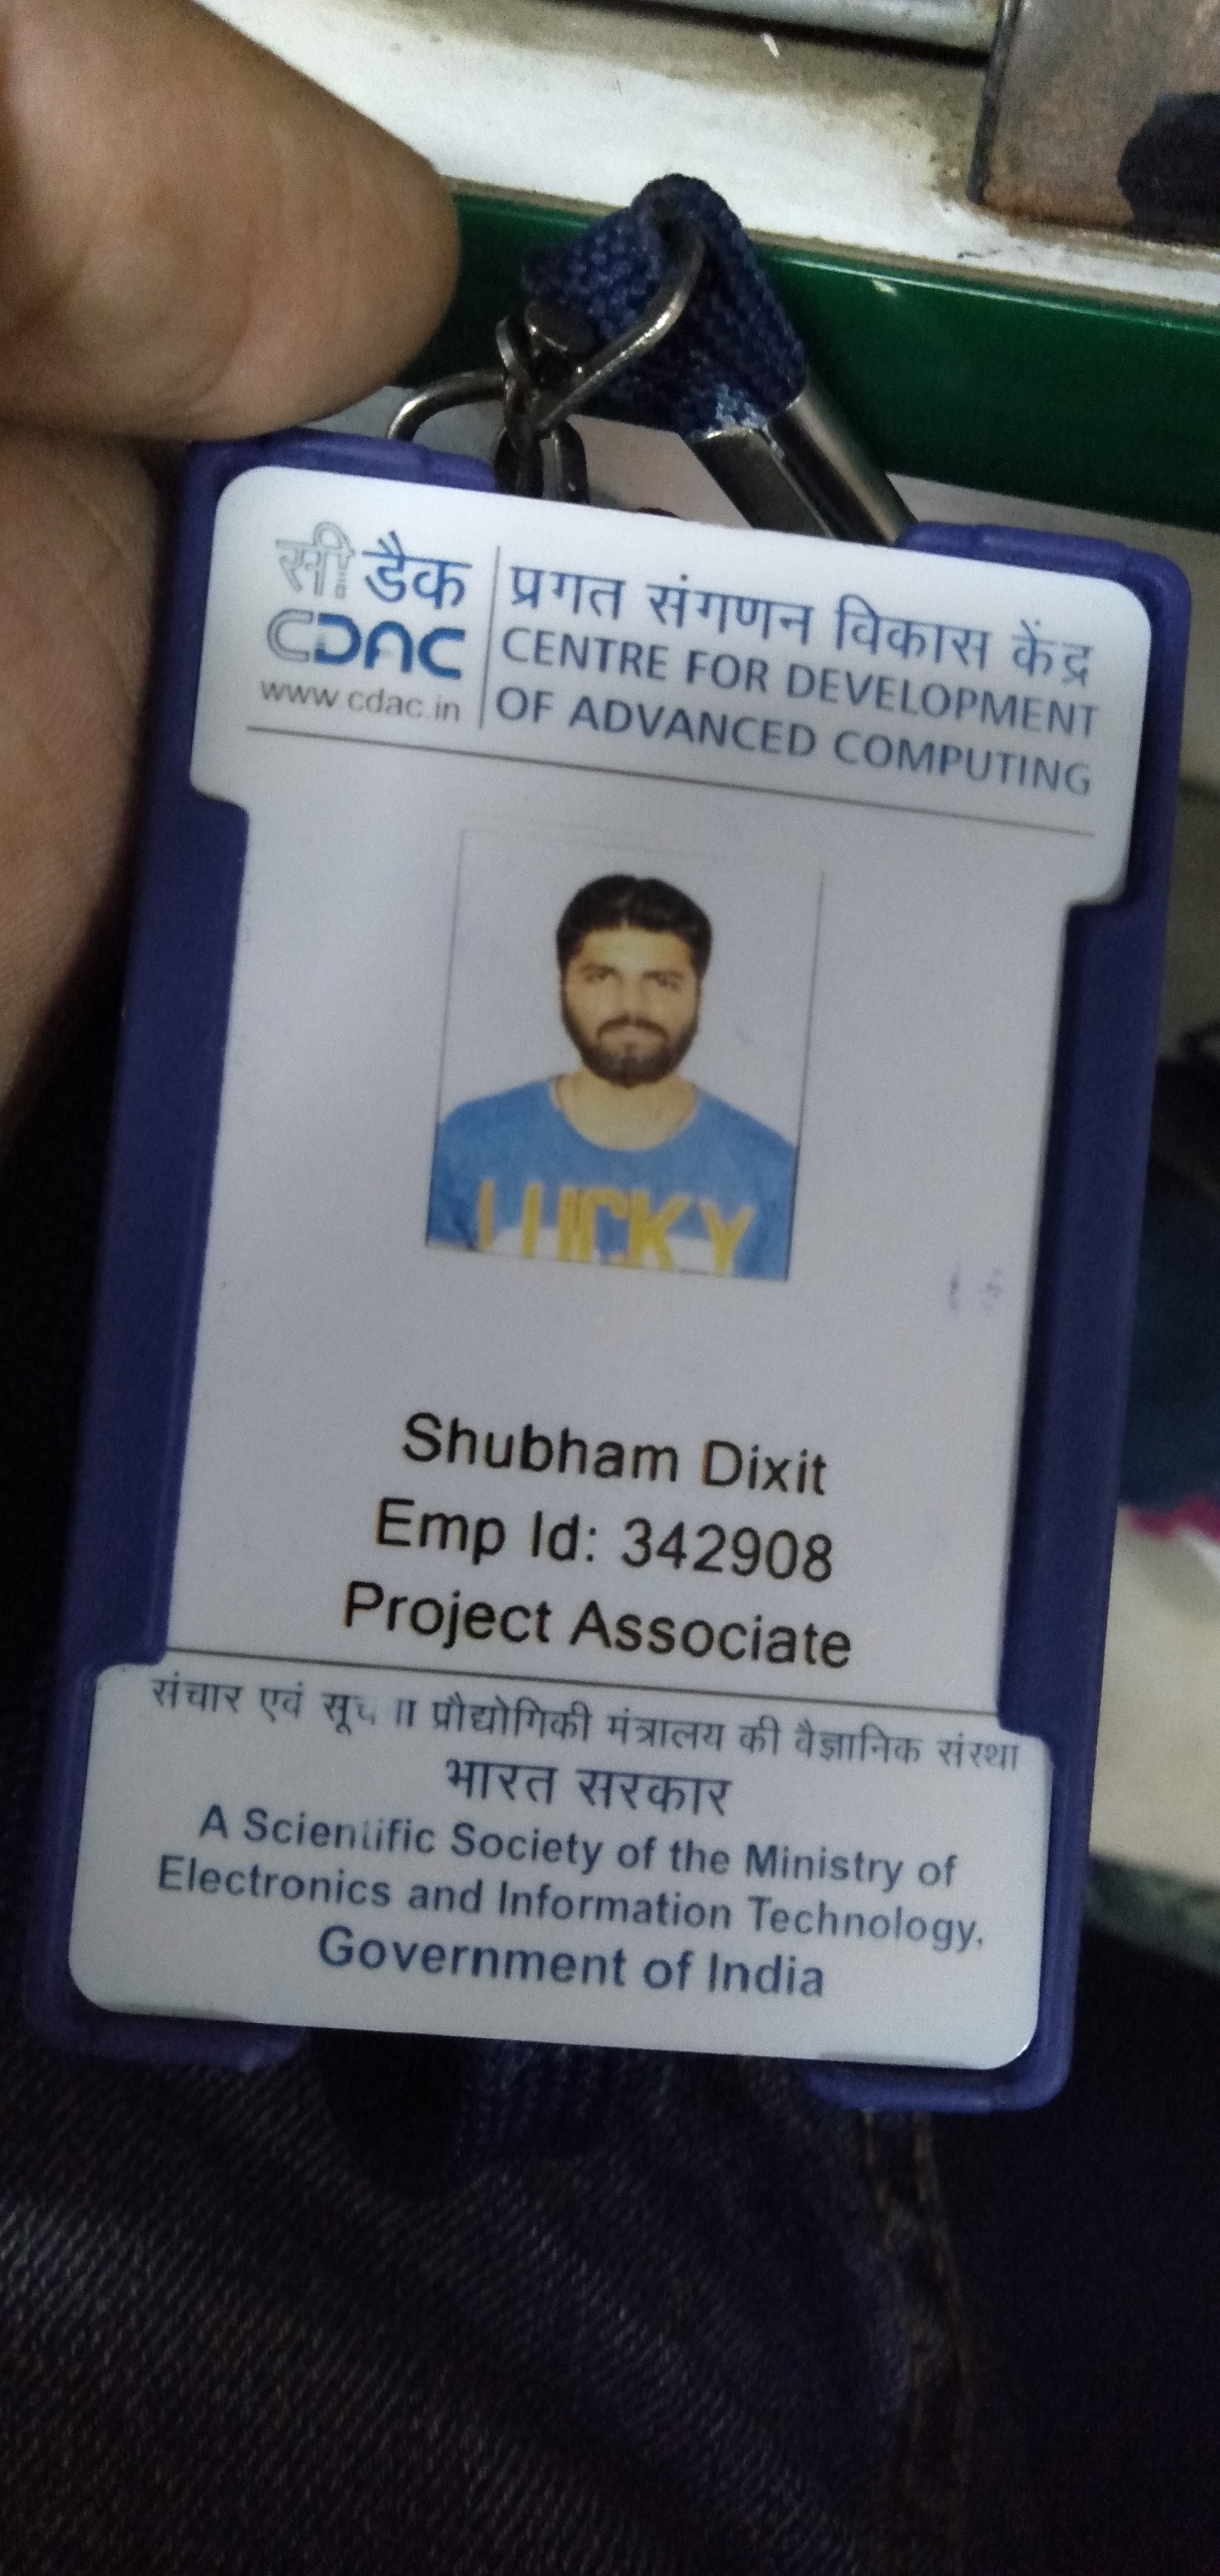 सी डैक
CDAC
www.cdac.in
प्रगत संगणन विकास केंद्र
CENTRE FOR DEVELOPMENT
OF ADVANCED COMPUTING
LUCKY
Shubham Dixit
Emp Id: 342908
Project Associate
संचार एवं सूचना प्रौद्योगिकी मंत्रालय की वैज्ञानिक संस्था
भारत सरकार
A Scientific Society of the Ministry of
Electronics and Information Technology,
Government of India